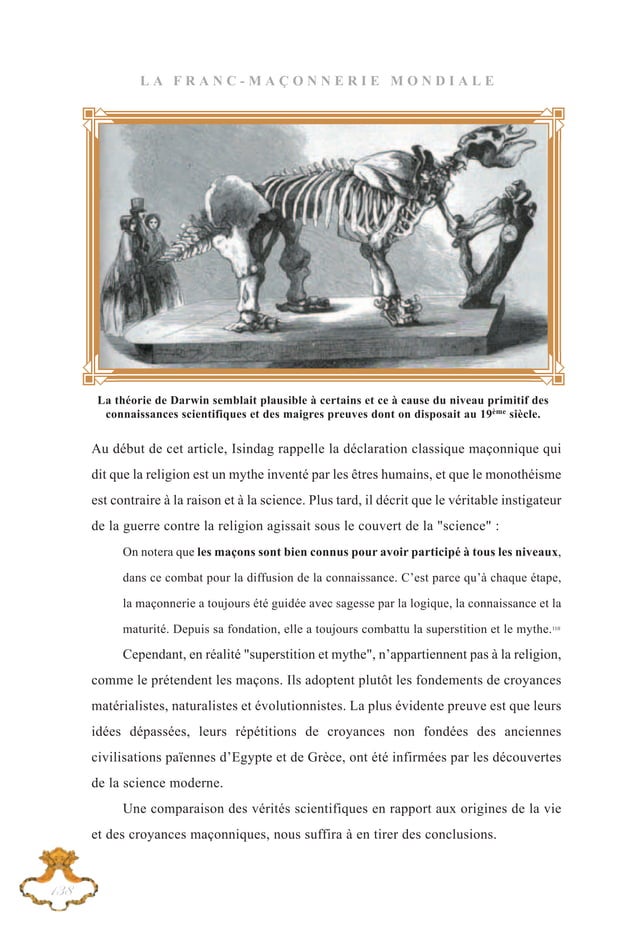 LA FRANC-MAÇONNERIE MONDIALE
La théorie de Darwin semblait plausible à certains et ce à cause du niveau primitif des
connaissances scientifiques et des maigres preuves dont on disposait au 19ème siècle.
Au début de cet article, Isindag rappelle la déclaration classique maçonnique qui
dit que la religion est un mythe inventé par les êtres humains, et que le monothéisme
est contraire à la raison et à la science. Plus tard, il décrit que le véritable instigateur
de la guerre contre la religion agissait sous le couvert de la "science" :
On notera que les maçons sont bien connus pour avoir participé à tous les niveaux,
dans ce combat pour la diffusion de la connaissance. C’est parce qu’à chaque étape,
la maçonnerie a toujours été guidée avec sagesse par la logique, la connaissance et la
maturité. Depuis sa fondation, elle a toujours combattu la superstition et le mythe.
Cependant, en réalité "superstition et mythe", n’appartiennent pas à la religion,
comme le prétendent les maçons. Ils adoptent plutôt les fondements de croyances
matérialistes, naturalistes et évolutionnistes. La plus évidente preuve est que leurs
idées dépassées, leurs répétitions de croyances non fondées des anciennes
civilisations païennes d’Egypte et de Grèce, ont été infirmées par les découvertes
de la science moderne.
Une comparaison des vérités scientifiques en rapport aux origines de la vie
et des croyances maçonniques, nous suffira à en tirer des conclusions.
138